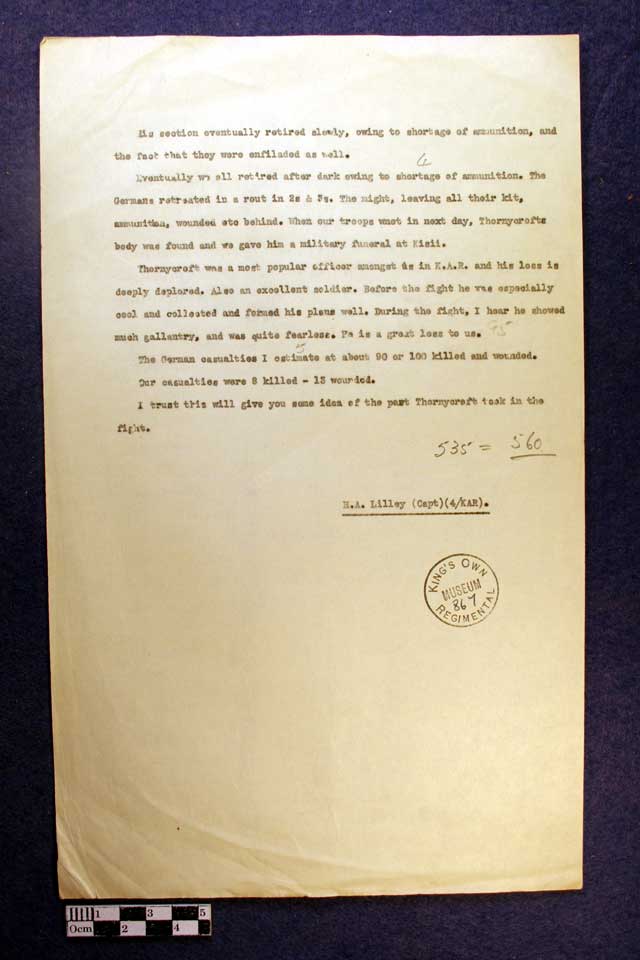 His section eventually retired slowly, owing to shortage of ammunition, and
the fact that they were enfiladed as well.
4
Eventually we all retired after dark owing to shortage of ammunition. The
Germans retreated in a rout in 2s & 3s. The night, leaving all their kit,
ammunition, wounded etc behind. When our troops wnet in next day, Thornycrofts
body was found and we gave him a military funeral at Kisii.
Thornycroft was a most popular officer amongst us in K.A.R. and his loss is
deeply deplored. Also an excellent soldier. Before the fight he was especially
cool and collected and formed his plans well. During the fight, I hear he showed
much gallantry, and was quite fearless. He is a great loss to us. 75
5
The German casualties I estimate at about 90 or 100 killed and wounded.
Our casualties were 8 killed - 13 wounded.
I trust this will give you some idea of the part Thornycroft took in the
fight.
535 = 560
H.A. Lilley (Capt)(4/KAR).
KING'S OWN
MUSEUM
867
REGIMENTAL
1 3 5
0cm 2 4